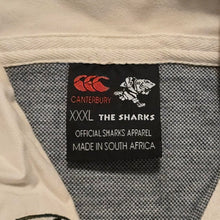 CANTERBURY
XXXL THE SHARKS
OFFICIAL SHARKS APPAREL
MADE IN SOUTH AFRICA